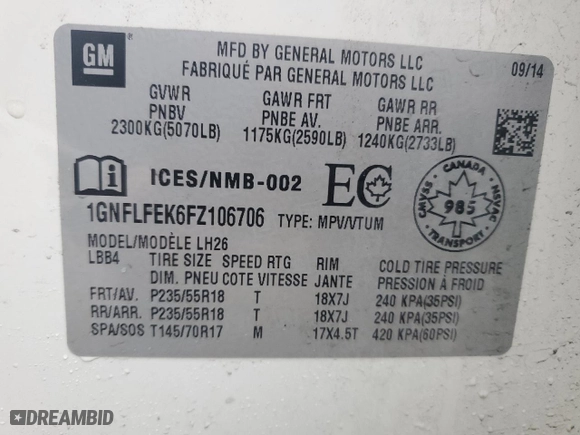 GM
MFD BY GENERAL MOTORS LLC
FABRIQUÉ PAR GENERAL MOTORS LLC
09/14
GVWR GAWR FRT GAWR RR
PNBV PNBE AV. PNBE ARR.
2300KG(5070LB) 1175KG(2590LB) 1240KG(2733LB)
i ICES/NMB-002 EC
CANADA
CMVSS 985 NSVAC
TRANSPORT
1GNFLFEK6FZ106706 TYPE: MPV/VTUM
MODEL/MODÈLE LH26
LBB4 TIRE SIZE SPEED RTG RIM COLD TIRE PRESSURE
DIM. PNEU COTE VITESSE JANTE PRESSION À FROID
FRT/AV. P235/55R18 T 18X7J 240 KPA(35PSI)
RR/ARR. P235/55R18 T 18X7J 240 KPA(35PSI)
SPA/SOS T145/70R17 M 17X4.5T 420 KPA(60PSI)
DREAMBID